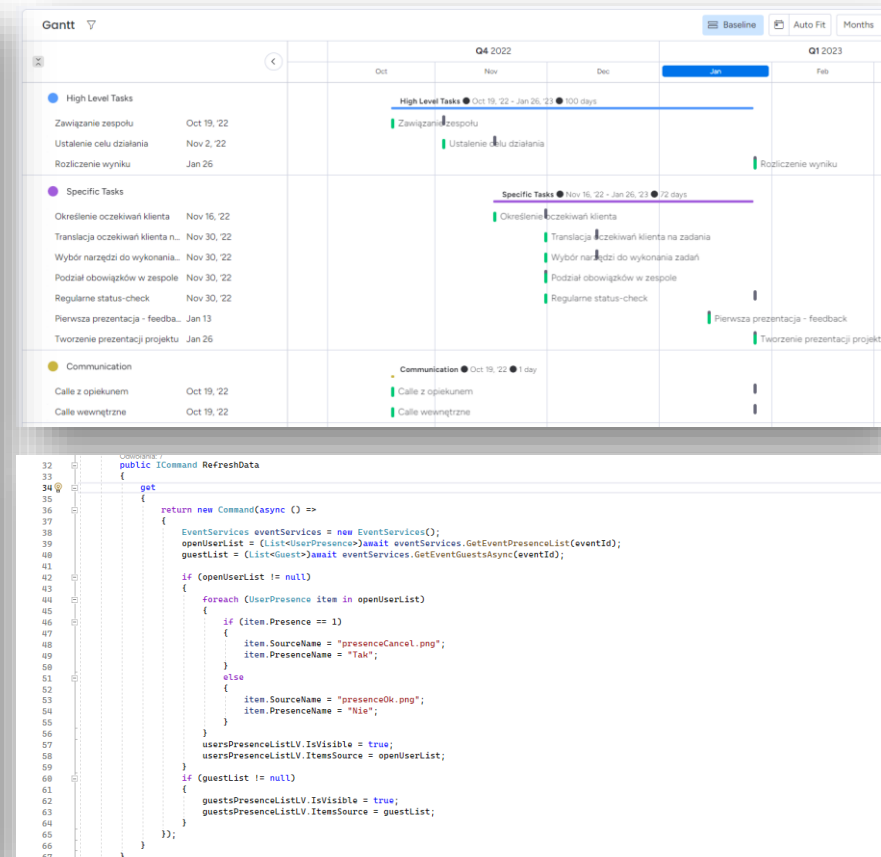 Gantt
Baseline Auto Fit Months
Q4 2022 Q1 2023
Oct Nov Dec Jan Feb
High Level Tasks
High Level Tasks ● Oct 19, '22 - Jan 26, '23 ● 100 days
Zawiązanie zespołu Oct 19, '22 Zawiązanie zespołu
Ustalenie celu działania Nov 2, '22 Ustalenie celu działania
Rozliczenie wyniku Jan 26 Rozliczenie wyniku
Specific Tasks
Specific Tasks ● Nov 16, '22 - Jan 26, '23 ● 72 days
Określenie oczekiwań klienta Nov 16, '22 Określenie oczekiwań klienta
Translacja oczekiwań klienta n... Nov 30, '22 Translacja oczekiwań klienta na zadania
Wybór narzędzi do wykonania... Nov 30, '22 Wybór narzędzi do wykonania zadań
Podział obowiązków w zespole Nov 30, '22 Podział obowiązków w zespole
Regularne status-check Nov 30, '22 Regularne status-check
Pierwsza prezentacja - feedba... Jan 13 Pierwsza prezentacja - feedback
Tworzenie prezentacji projektu Jan 26 Tworzenie prezentacji projekt
Communication
Communication ● Oct 19, '22 ● 1 day
Calle z opiekunem Oct 19, '22 Calle z opiekunem
Calle wewnętrzne Oct 19, '22 Calle wewnętrzne
32 public ICommand RefreshData
33 {
34 get
35 {
36 return new Command(async () =>
37 {
38 EventServices eventServices = new EventServices();
39 openUserList = (List<UserPresence>)await eventServices.GetEventPresenceList(eventId);
40 guestList = (List<Guest>)await eventServices.GetEventGuestsAsync(eventId);
41
42 if (openUserList != null)
43 {
44 foreach (UserPresence item in openUserList)
45 {
46 if (item.Presence == 1)
47 {
48 item.SourceName = "presenceCancel.png";
49 item.PresenceName = "Tak";
50 }
51 else
52 {
53 item.SourceName = "presenceOk.png";
54 item.PresenceName = "Nie";
55 }
56 }
57 usersPresenceListLV.IsVisible = true;
58 usersPresenceListLV.ItemsSource = openUserList;
59 }
60 if (guestList != null)
61 {
62 guestsPresenceListLV.IsVisible = true;
63 guestsPresenceListLV.ItemsSource = guestList;
64 }
65 });
66 }
67 }